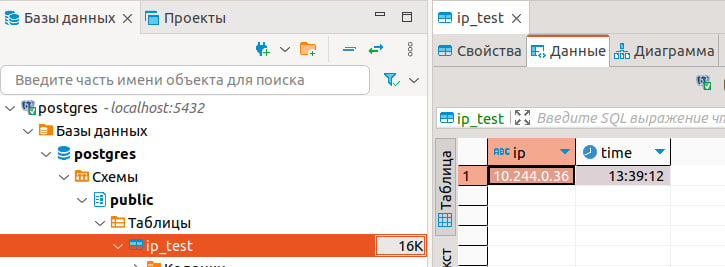 Базы данных
Проекты
Введите часть имени объекта для поиска
postgres - localhost:5432
Базы данных
postgres
Схемы
public
Таблицы
ip_test 16K
ip_test
Свойства Данные Диаграмма
ip_test Введите SQL выражение
Таблица
ABC ip time
1 10.244.0.36 13:39:12